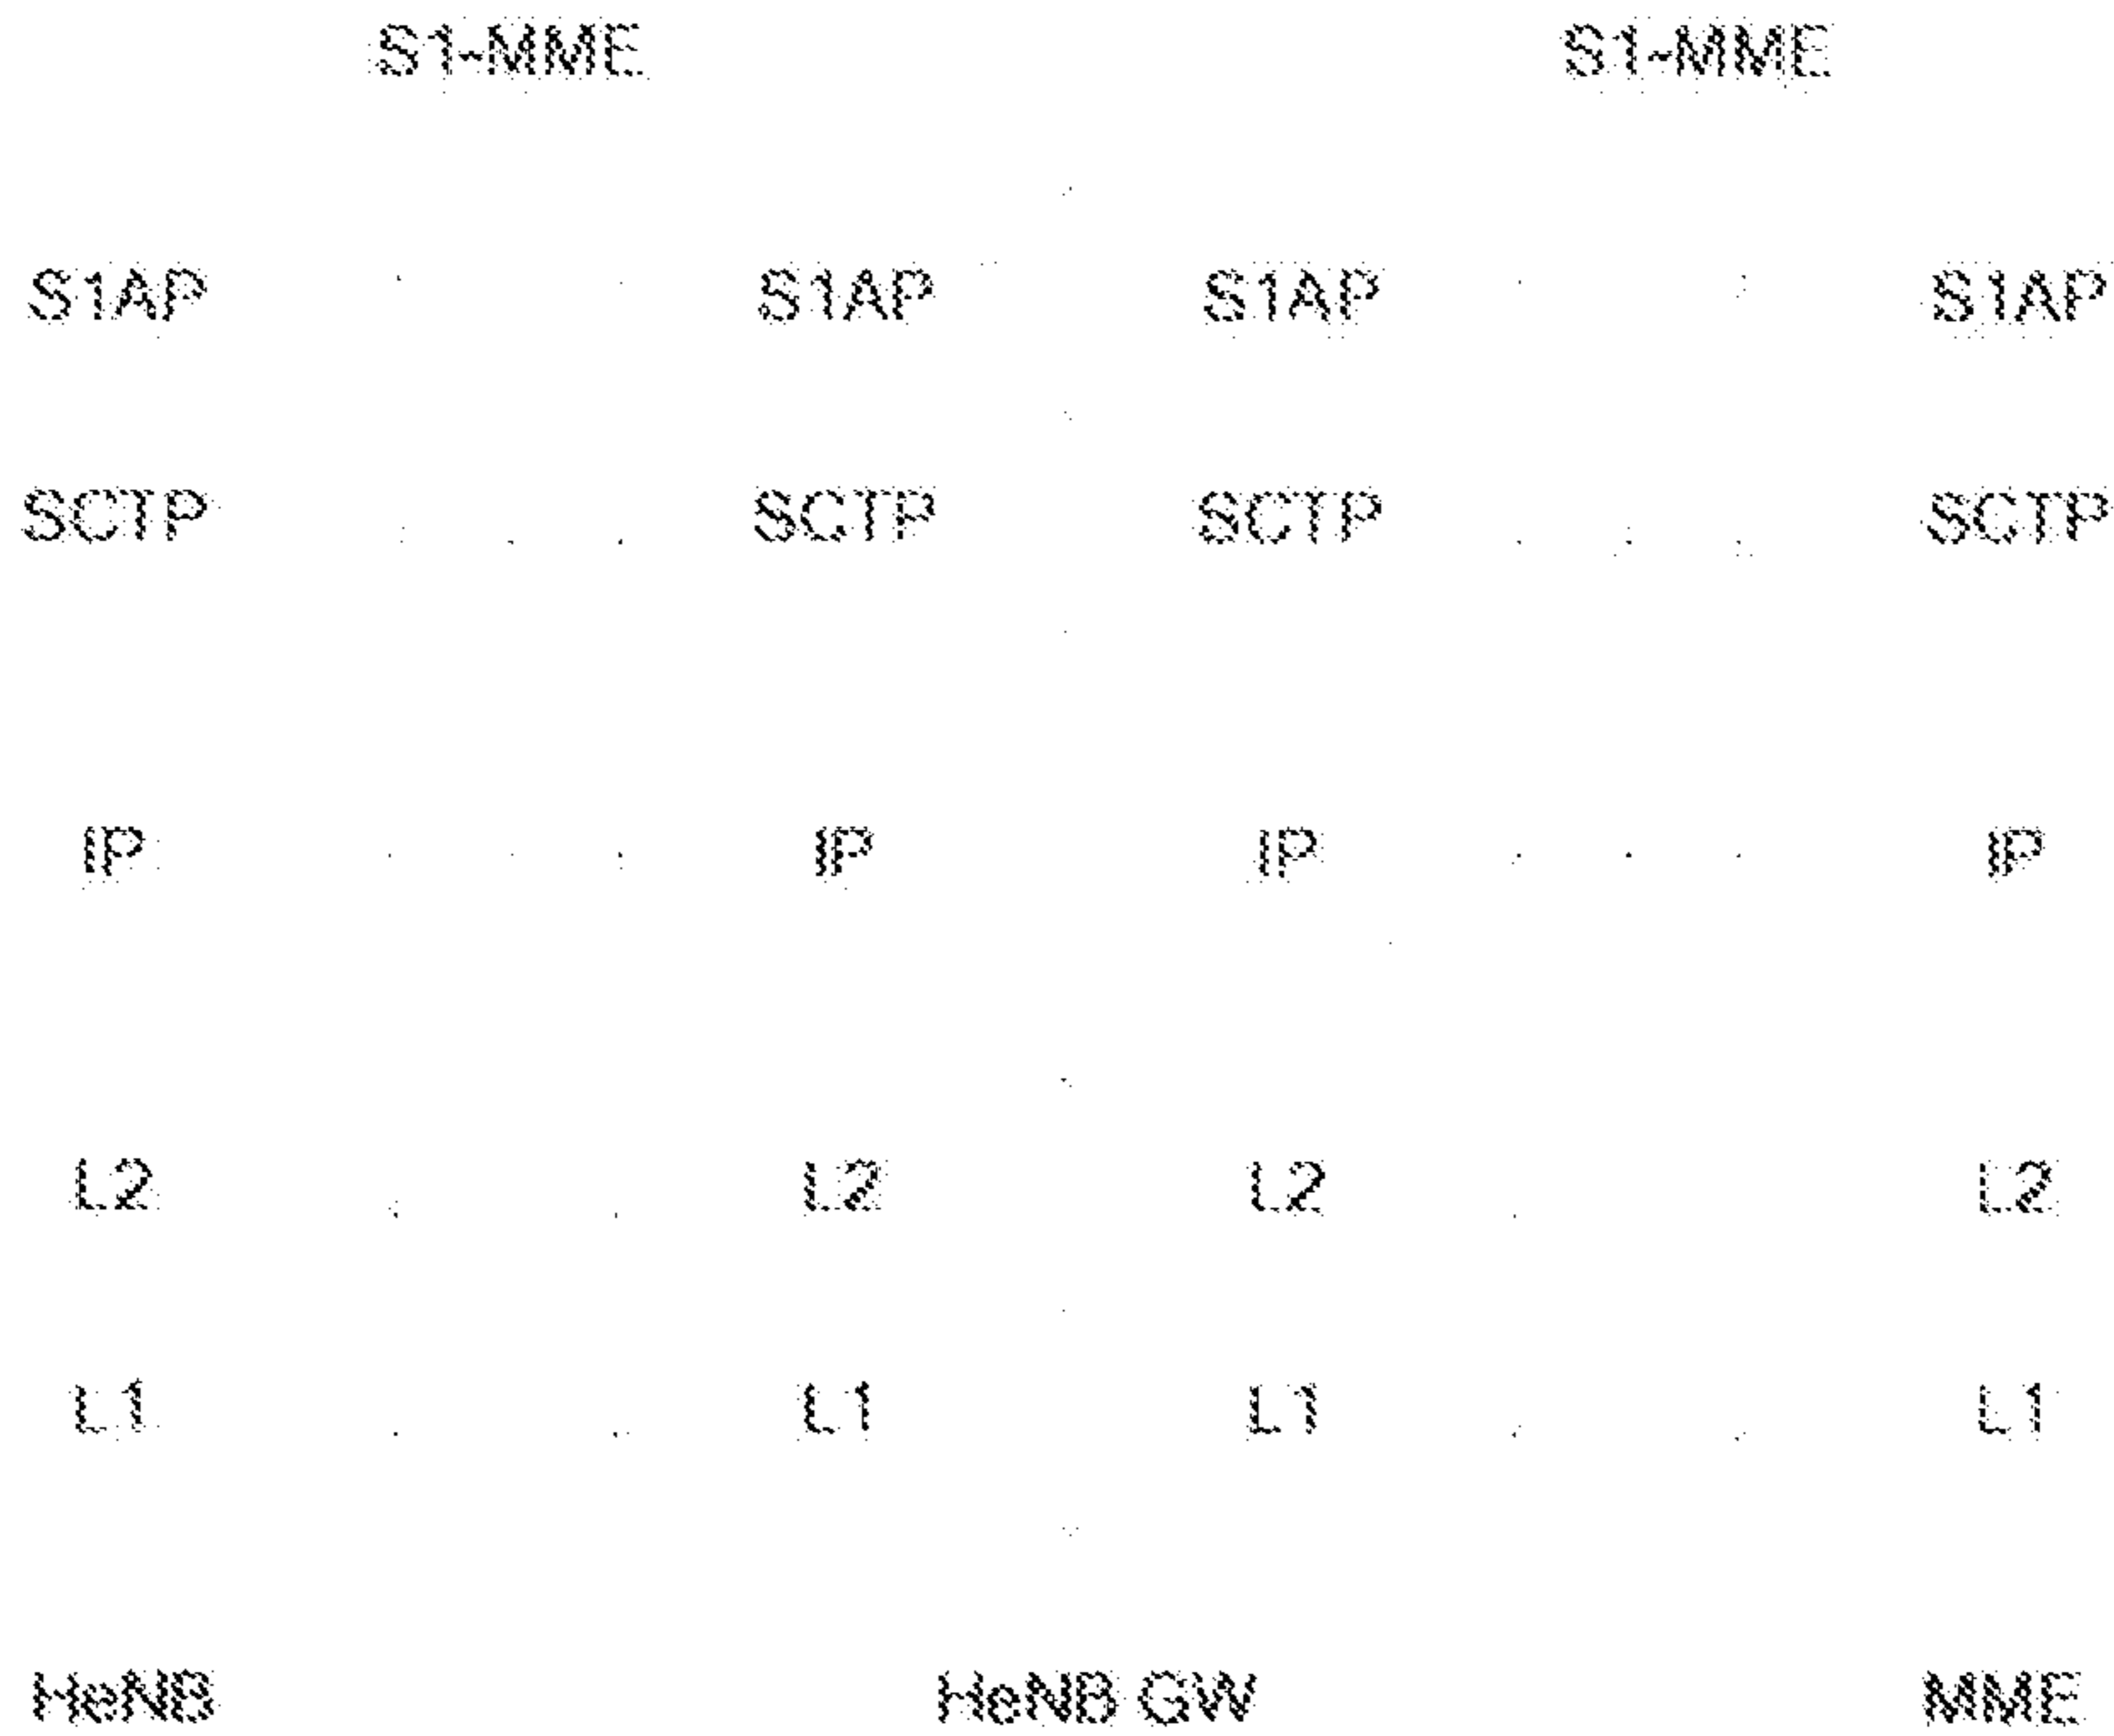 S1-MME S1-MME
S1AP S1AP S1AP S1AP
SCTP SCTP SCTP SCTP
IP IP IP IP
L2 L2 L2 L2
L1 L1 L1 L1
HeNB HeNB GW MME